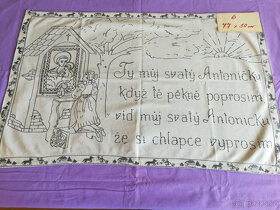 6
77 x 50 cm
Ty můj svatý Antoníčku
když tě pěkně poprosím
viď můj svatý Antoníčku
že si chlapce vyprosím